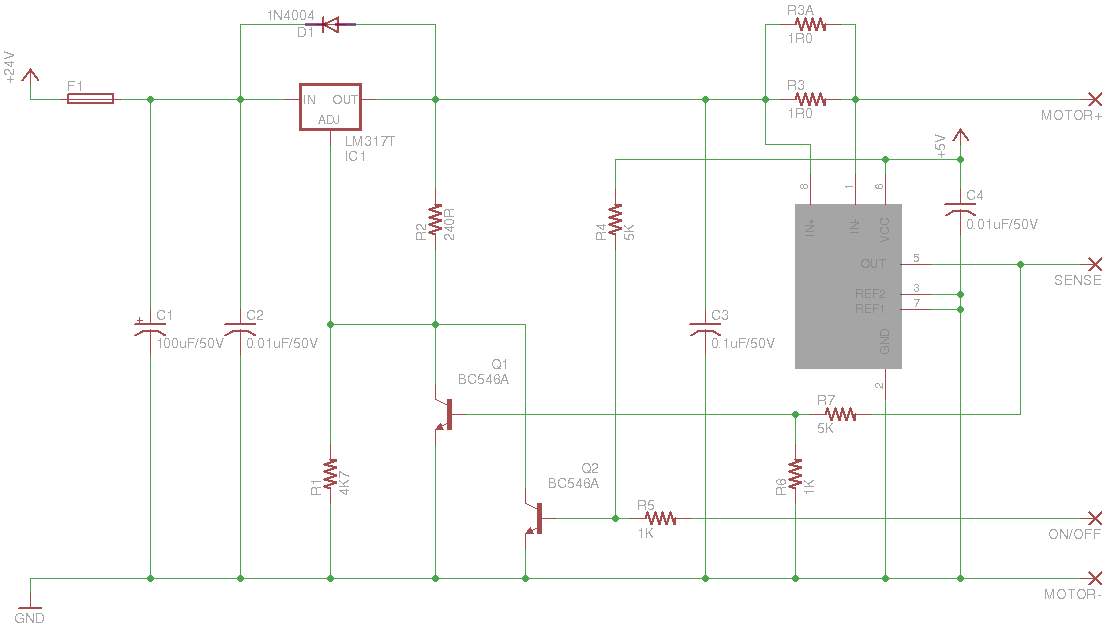 R3A
1R0
1N4004
D1
+24V
F1
IN OUT
ADJ
LM317T
IC1
R3
1R0
MOTOR+
+5V
8
1
6
IN+
IN-
VCC
C4
0.01uF/50V
R2
240R
R4
5K
OUT
5
SENSE
REF2
3
REF1
7
GND
2
+
C1
100uF/50V
C2
0.01uF/50V
C3
0.1uF/50V
Q1
BC546A
R7
5K
R1
4K7
Q2
BC546A
R6
1K
R5
1K
ON/OFF
MOTOR-
GND